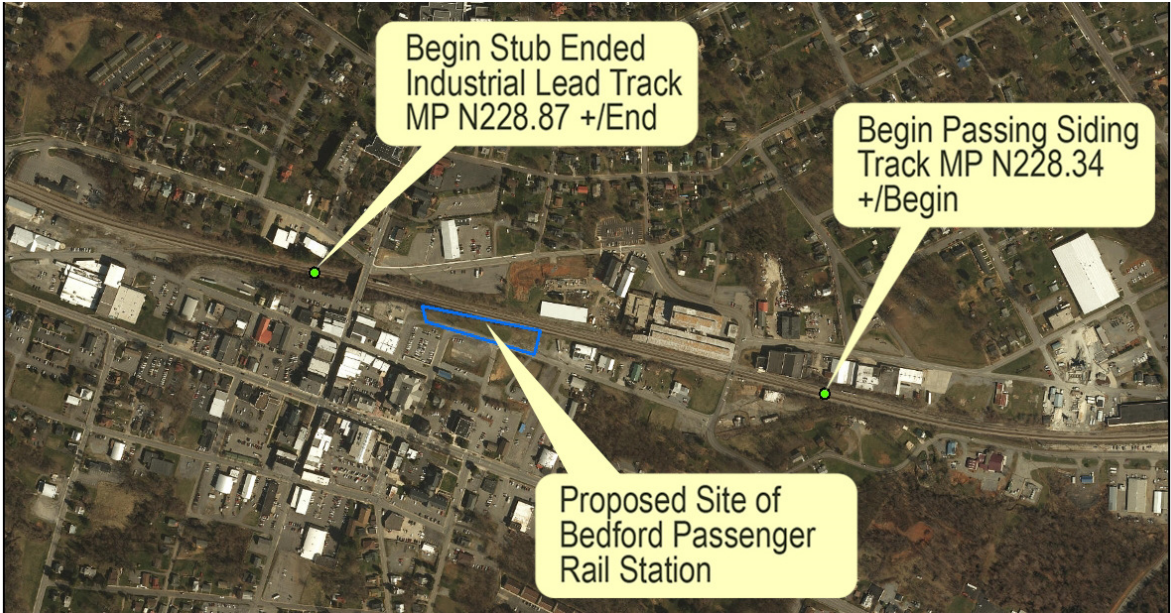 Begin Stub Ended
Industrial Lead Track
MP N228.87 +/End
Begin Passing Siding
Track MP N228.34
+/Begin
Proposed Site of
Bedford Passenger
Rail Station